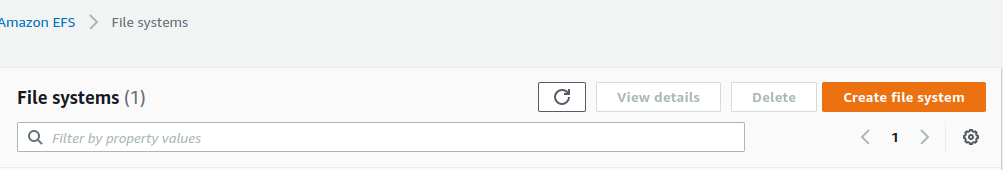 Amazon EFS > File systems
File systems (1)
View details
Delete
Create file system
Filter by property values
1